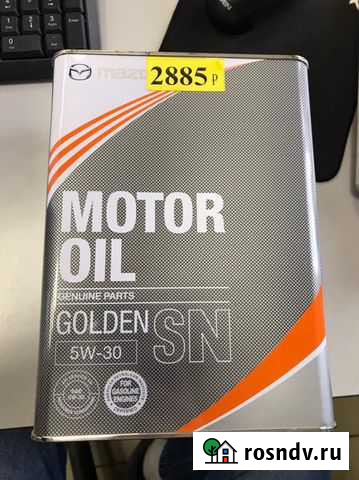 mazda
2885 р
MOTOR
OIL
GENUINE PARTS
GOLDEN SN
5W-30
FOR
GASOLINE
ENGINES
rosndv.ru